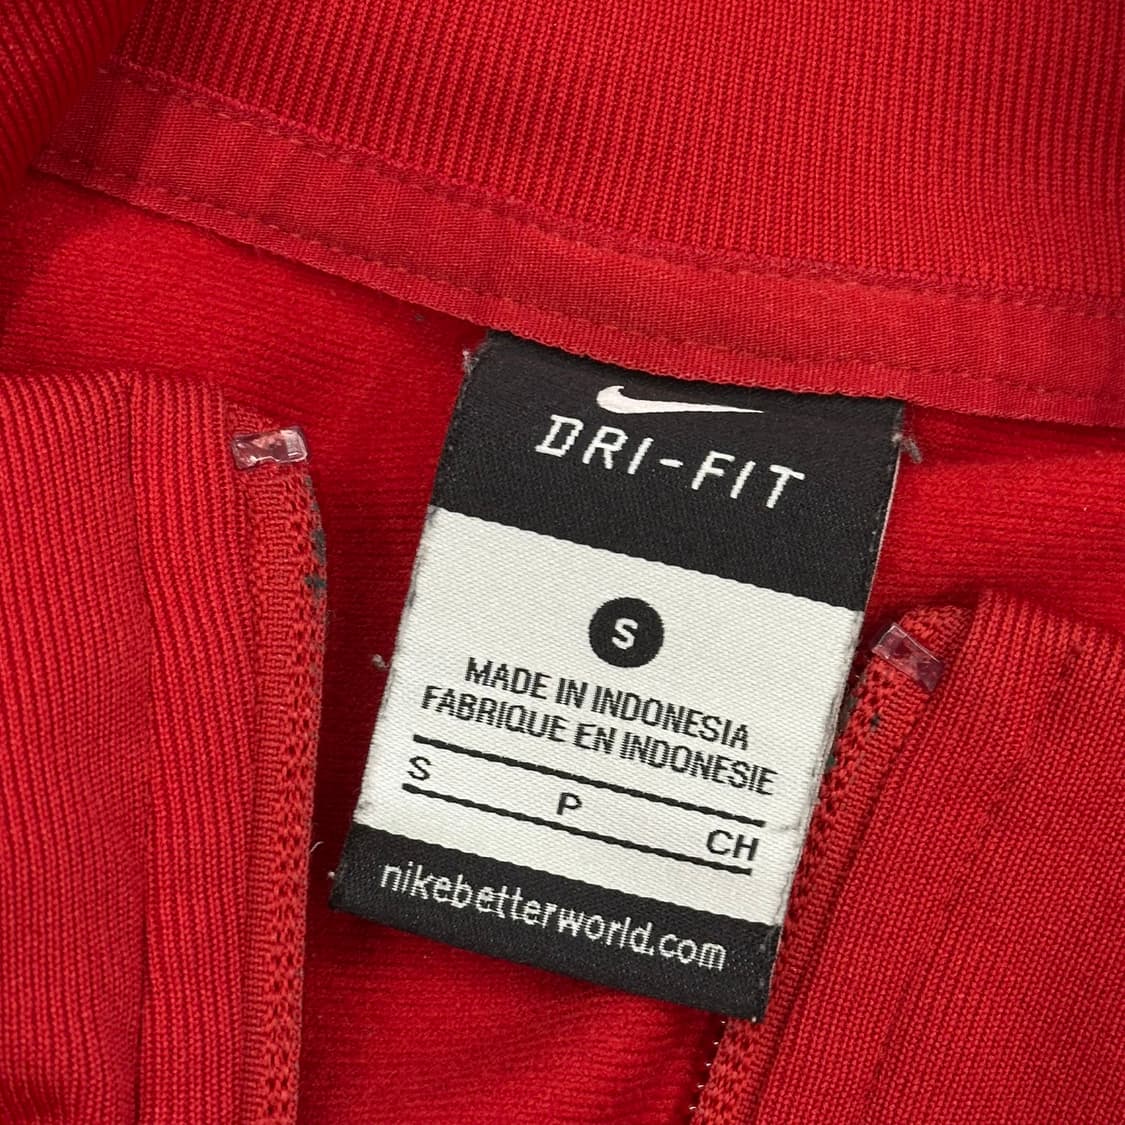 DRI-FIT
S
MADE IN INDONESIA
FABRIQUE EN INDONESIE
S P CH
nikebetterworld.com